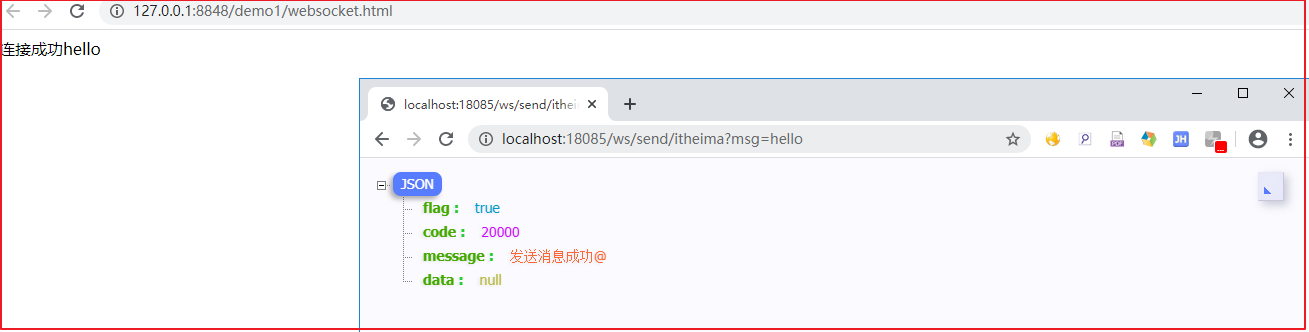 127.0.0.1:8848/demo1/websocket.html
连接成功hello
localhost:18085/ws/send/itheim
localhost:18085/ws/send/itheima?msg=hello
PDF
JH
...
JSON
flag : true
code : 20000
message : 发送消息成功@
data : null